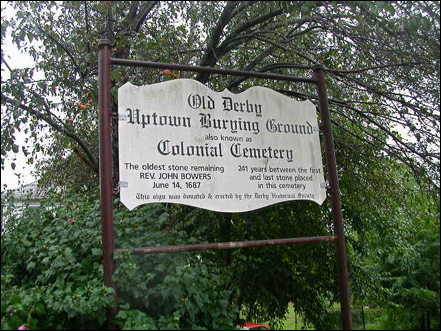 Old Derby
Uptown Burying Ground
also known as
Colonial Cemetery
The oldest stone remaining
REV. JOHN BOWERS
June 14, 1687
241 years between the first
and last stone placed
in this cemetery
This sign was donated & erected by the Derby Historical Society